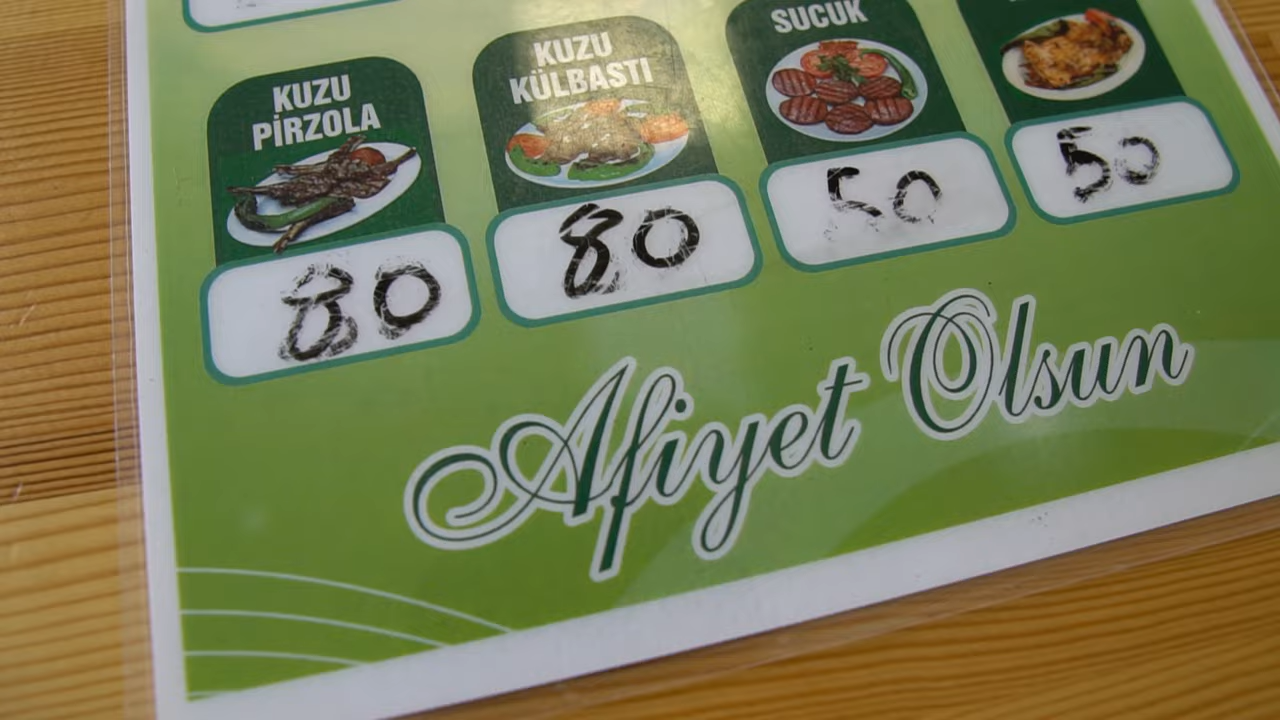 KUZU
PİRZOLA
80
KUZU
KÜLBASTI
80
SUCUK
50
50
Afiyet Olsun